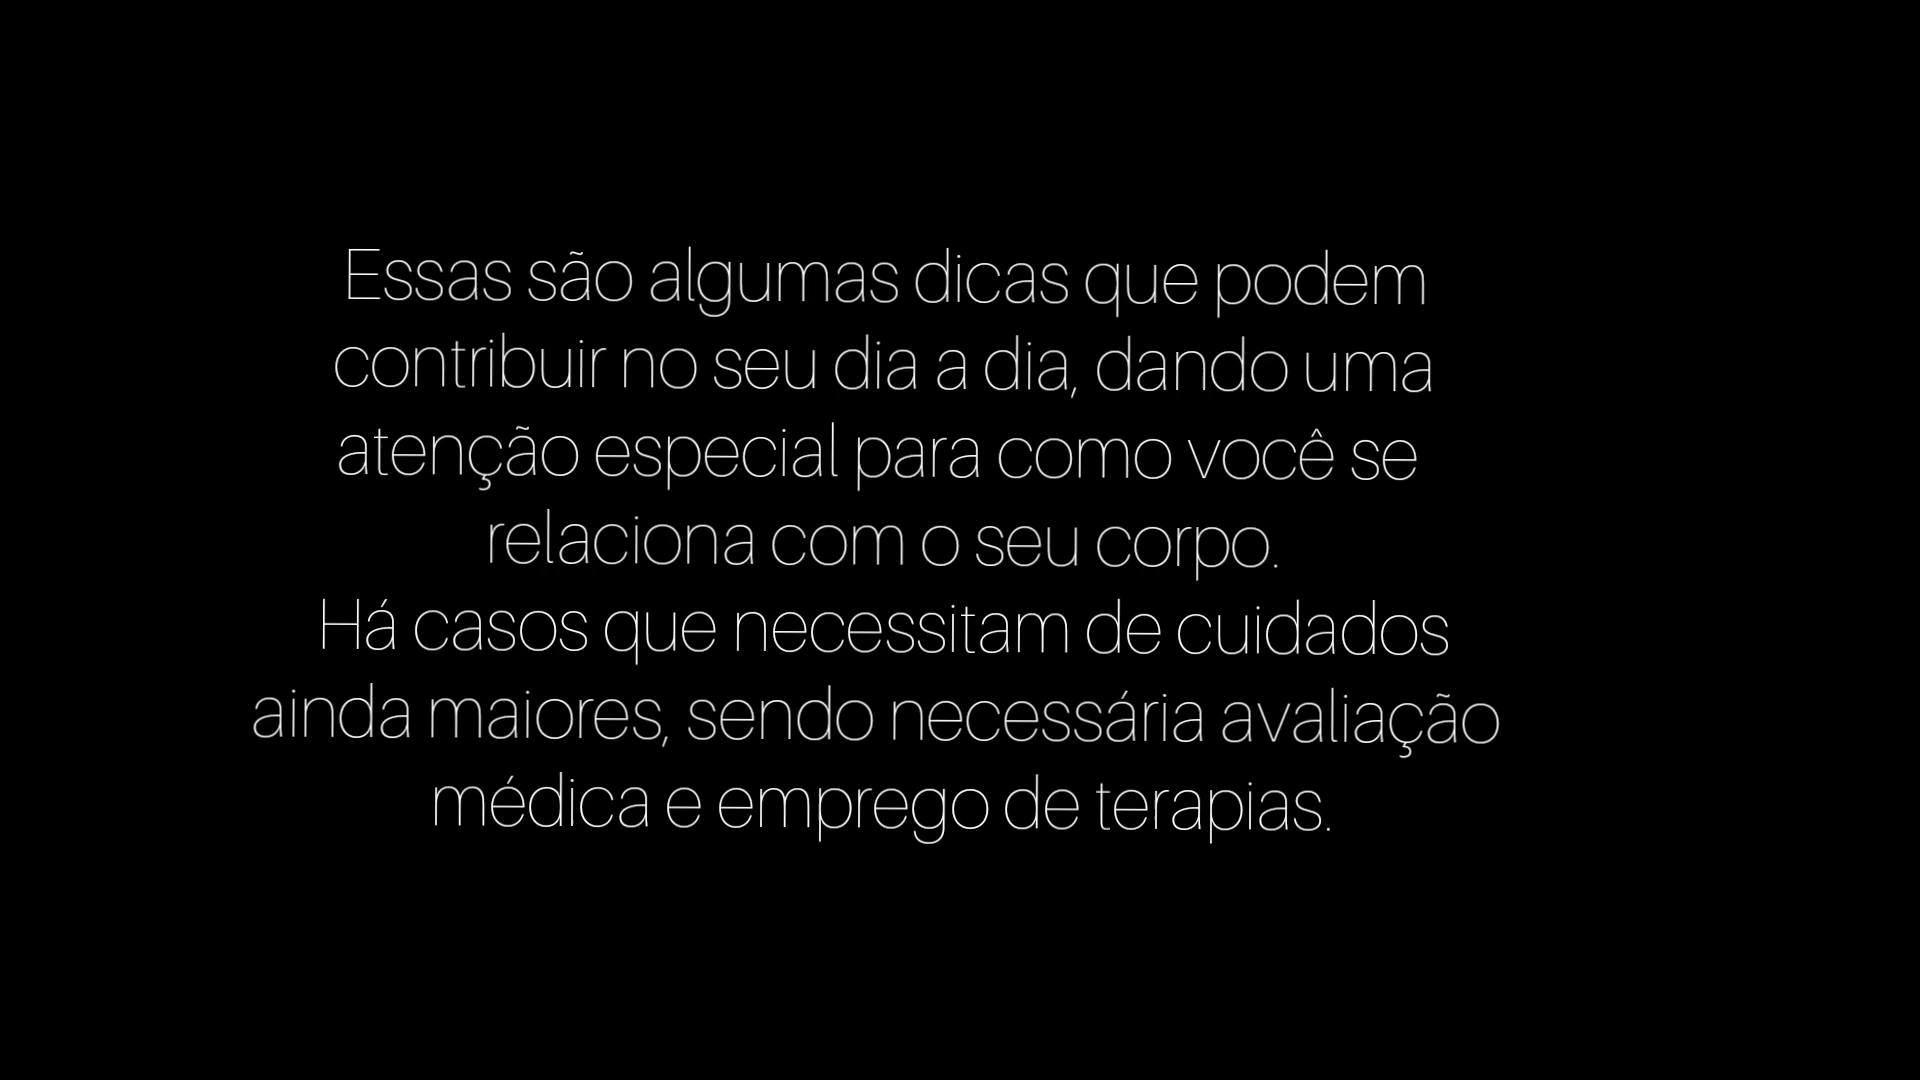 Essas são algumas dicas que podem
contribuir no seu dia a dia, dando uma
atenção especial para como você se
relaciona com o seu corpo.
Há casos que necessitam de cuidados
ainda maiores, sendo necessária avaliação
médica e emprego de terapias.